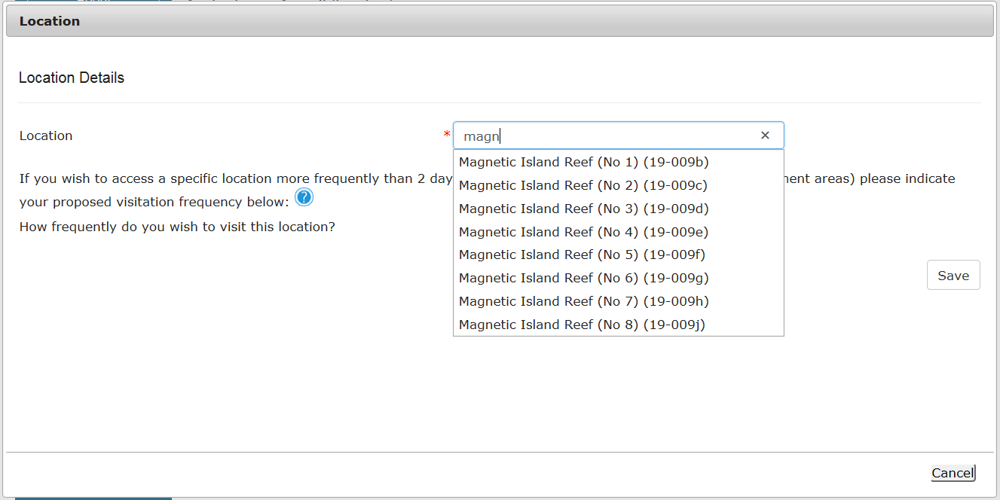 Location
Location Details
Location
* magn ×
Magnetic Island Reef (No 1) (19-009b)
Magnetic Island Reef (No 2) (19-009c)
Magnetic Island Reef (No 3) (19-009d)
Magnetic Island Reef (No 4) (19-009e)
Magnetic Island Reef (No 5) (19-009f)
Magnetic Island Reef (No 6) (19-009g)
Magnetic Island Reef (No 7) (19-009h)
Magnetic Island Reef (No 8) (19-009j)
If you wish to access a specific location more frequently than 2 day areas) please indicate
your proposed visitation frequency below: ?
How frequently do you wish to visit this location?
Save
Cancel